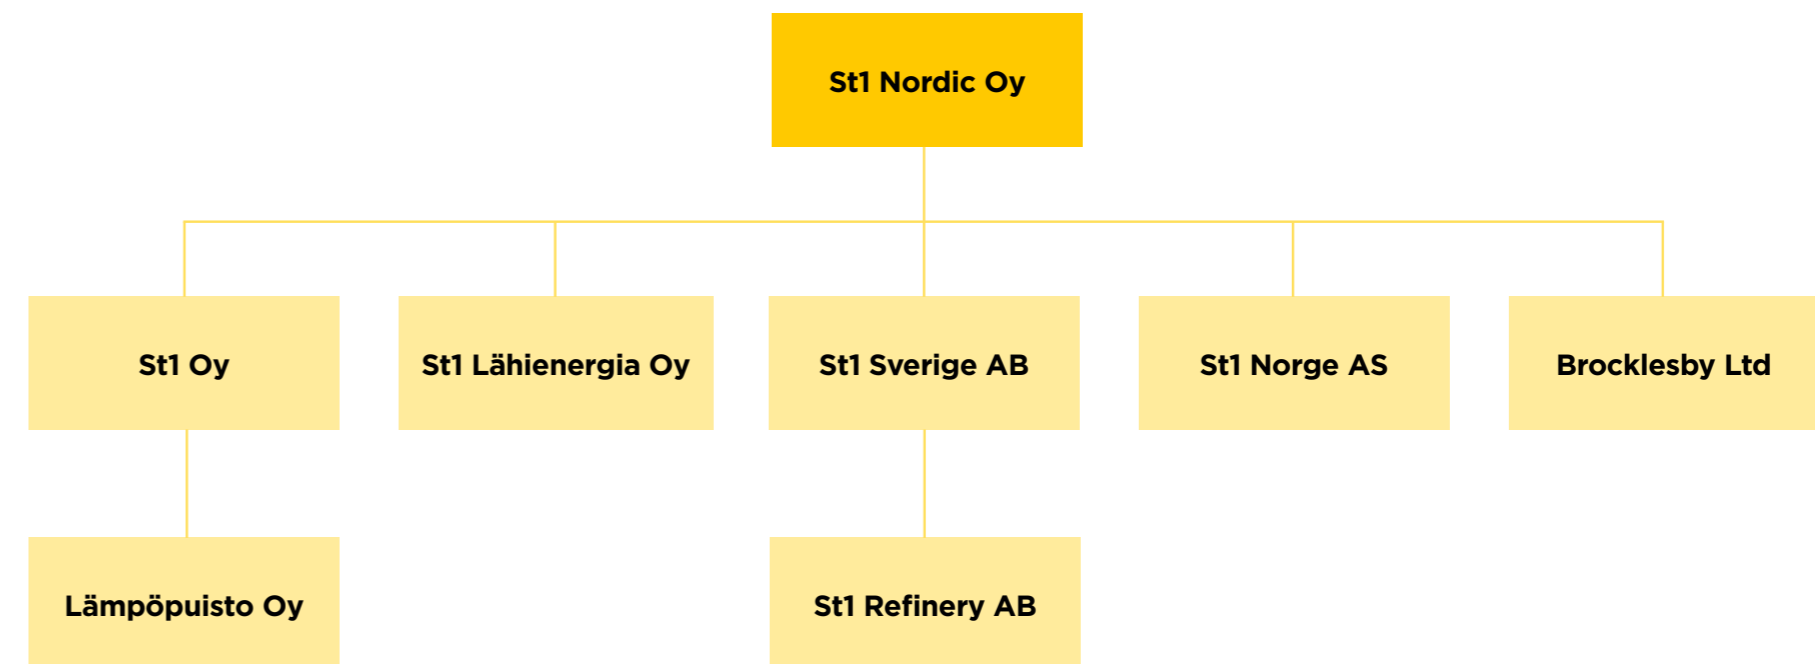 St1 Nordic Oy
St1 Oy
St1 Lähienergia Oy
St1 Sverige AB
St1 Norge AS
Brocklesby Ltd
Lämpöpuisto Oy
St1 Refinery AB